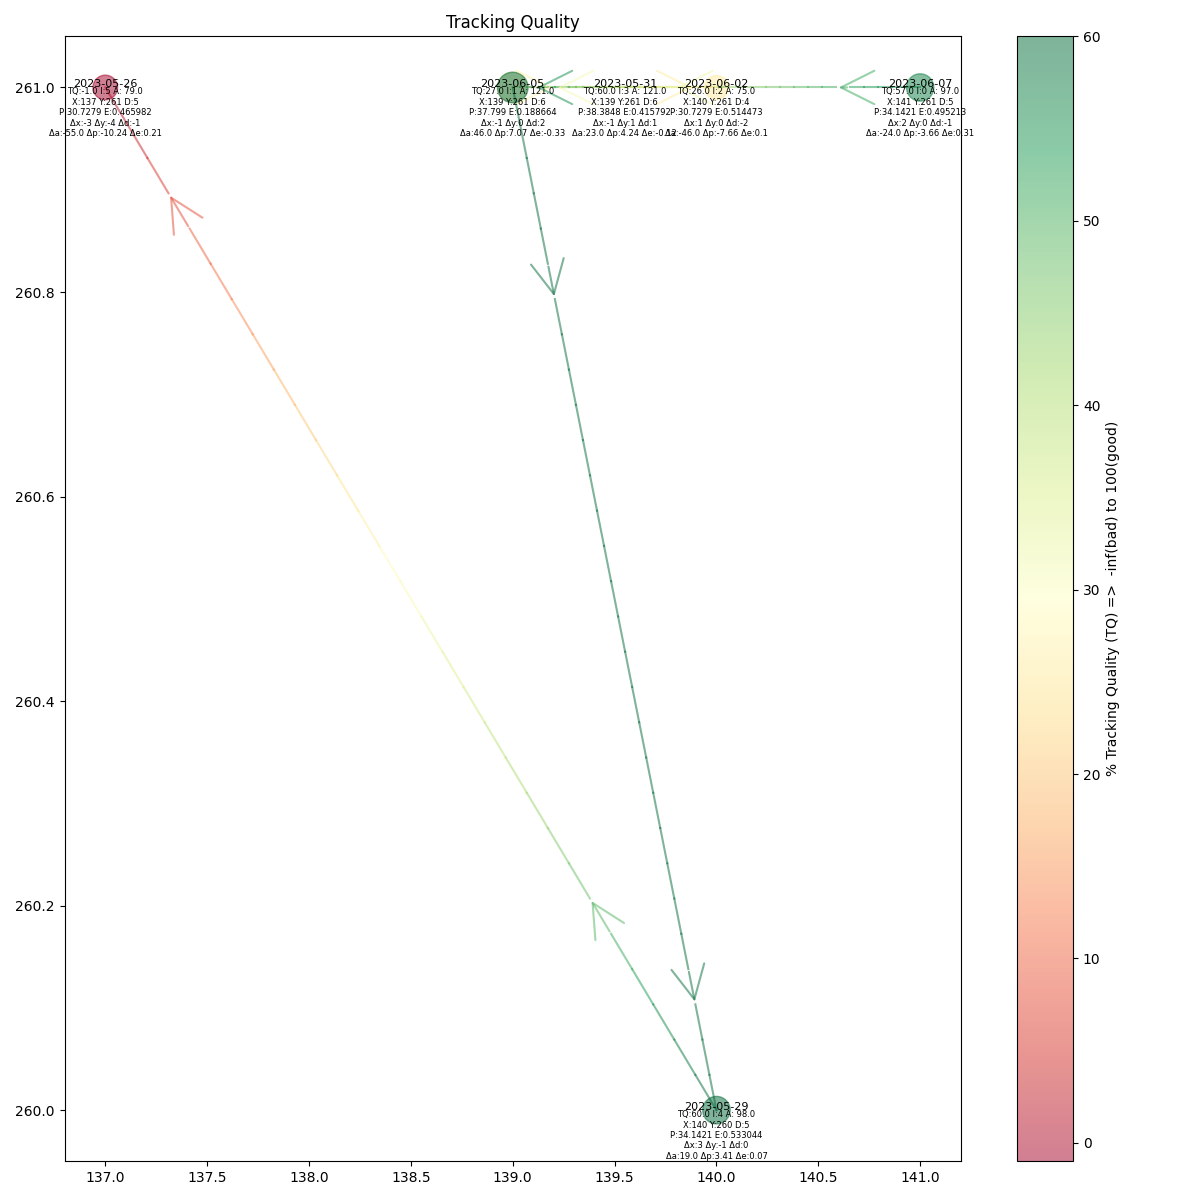 Tracking Quality
2023-05-26
TQ:-1.0 I:5 A: 79.0
X:137 Y:261 D:5
P:30.7279 E:0.465982
Δx:-3 Δy:-4 Δd:-1
Δa:-55.0 Δp:-10.24 Δe:0.21
2023-06-05
TQ:27.0 I:1 A: 121.0
X:139 Y:261 D:6
P:37.799 E:0.188664
Δx:-1 Δy:0 Δd:2
Δa:46.0 Δp:7.07 Δe:-0.33
2023-05-31
TQ:60.0 I:3 A: 121.0
X:139 Y:261 D:6
P:38.3848 E:0.415792
Δx:-1 Δy:1 Δd:1
Δa:23.0 Δp:4.24 Δe:-0.12
2023-06-02
TQ:26.0 I:2 A: 75.0
X:140 Y:261 D:4
P:30.7279 E:0.514473
Δx:1 Δy:0 Δd:-2
Δa:-46.0 Δp:-7.66 Δe:0.1
2023-06-07
TQ:57.0 I:0 A: 97.0
X:141 Y:261 D:5
P:34.1421 E:0.495213
Δx:2 Δy:0 Δd:-1
Δa:-24.0 Δp:-3.66 Δe:0.31
2023-05-29
TQ:60.0 I:4 A: 98.0
X:140 Y:260 D:5
P:34.1421 E:0.533044
Δx:3 Δy:-1 Δd:0
Δa:19.0 Δp:3.41 Δe:0.07
261.0
260.8
260.6
260.4
260.2
260.0
137.0 137.5 138.0 138.5 139.0 139.5 140.0 140.5 141.0
60
50
40
30
20
10
0
% Tracking Quality (TQ) => -inf(bad) to 100(good)